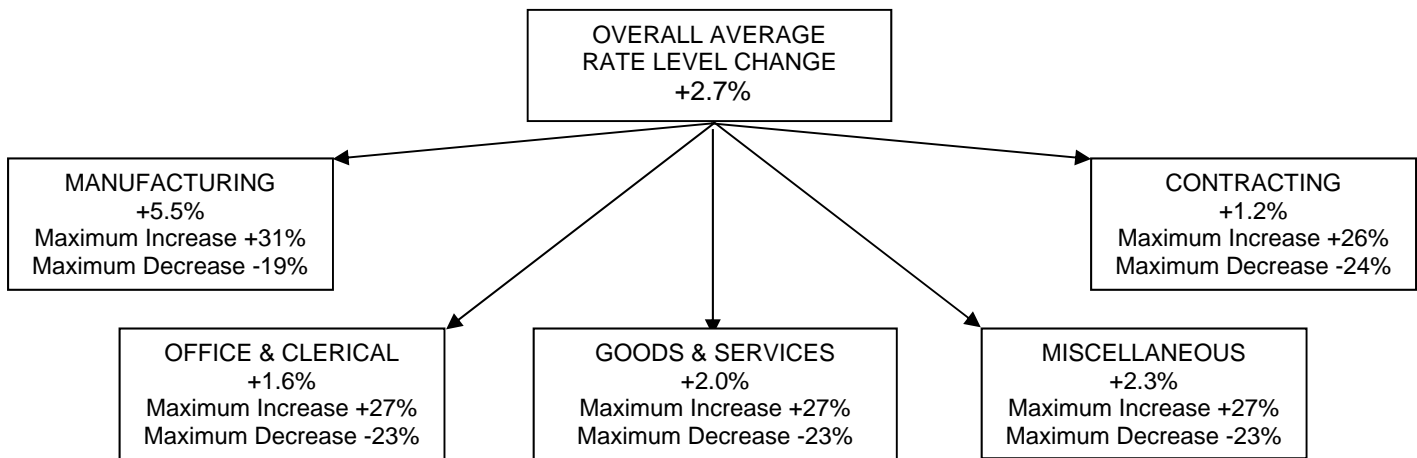 OVERALL AVERAGE
RATE LEVEL CHANGE
+2.7%
MANUFACTURING
+5.5%
Maximum Increase +31%
Maximum Decrease -19%
CONTRACTING
+1.2%
Maximum Increase +26%
Maximum Decrease -24%
OFFICE & CLERICAL
+1.6%
Maximum Increase +27%
Maximum Decrease -23%
GOODS & SERVICES
+2.0%
Maximum Increase +27%
Maximum Decrease -23%
MISCELLANEOUS
+2.3%
Maximum Increase +27%
Maximum Decrease -23%